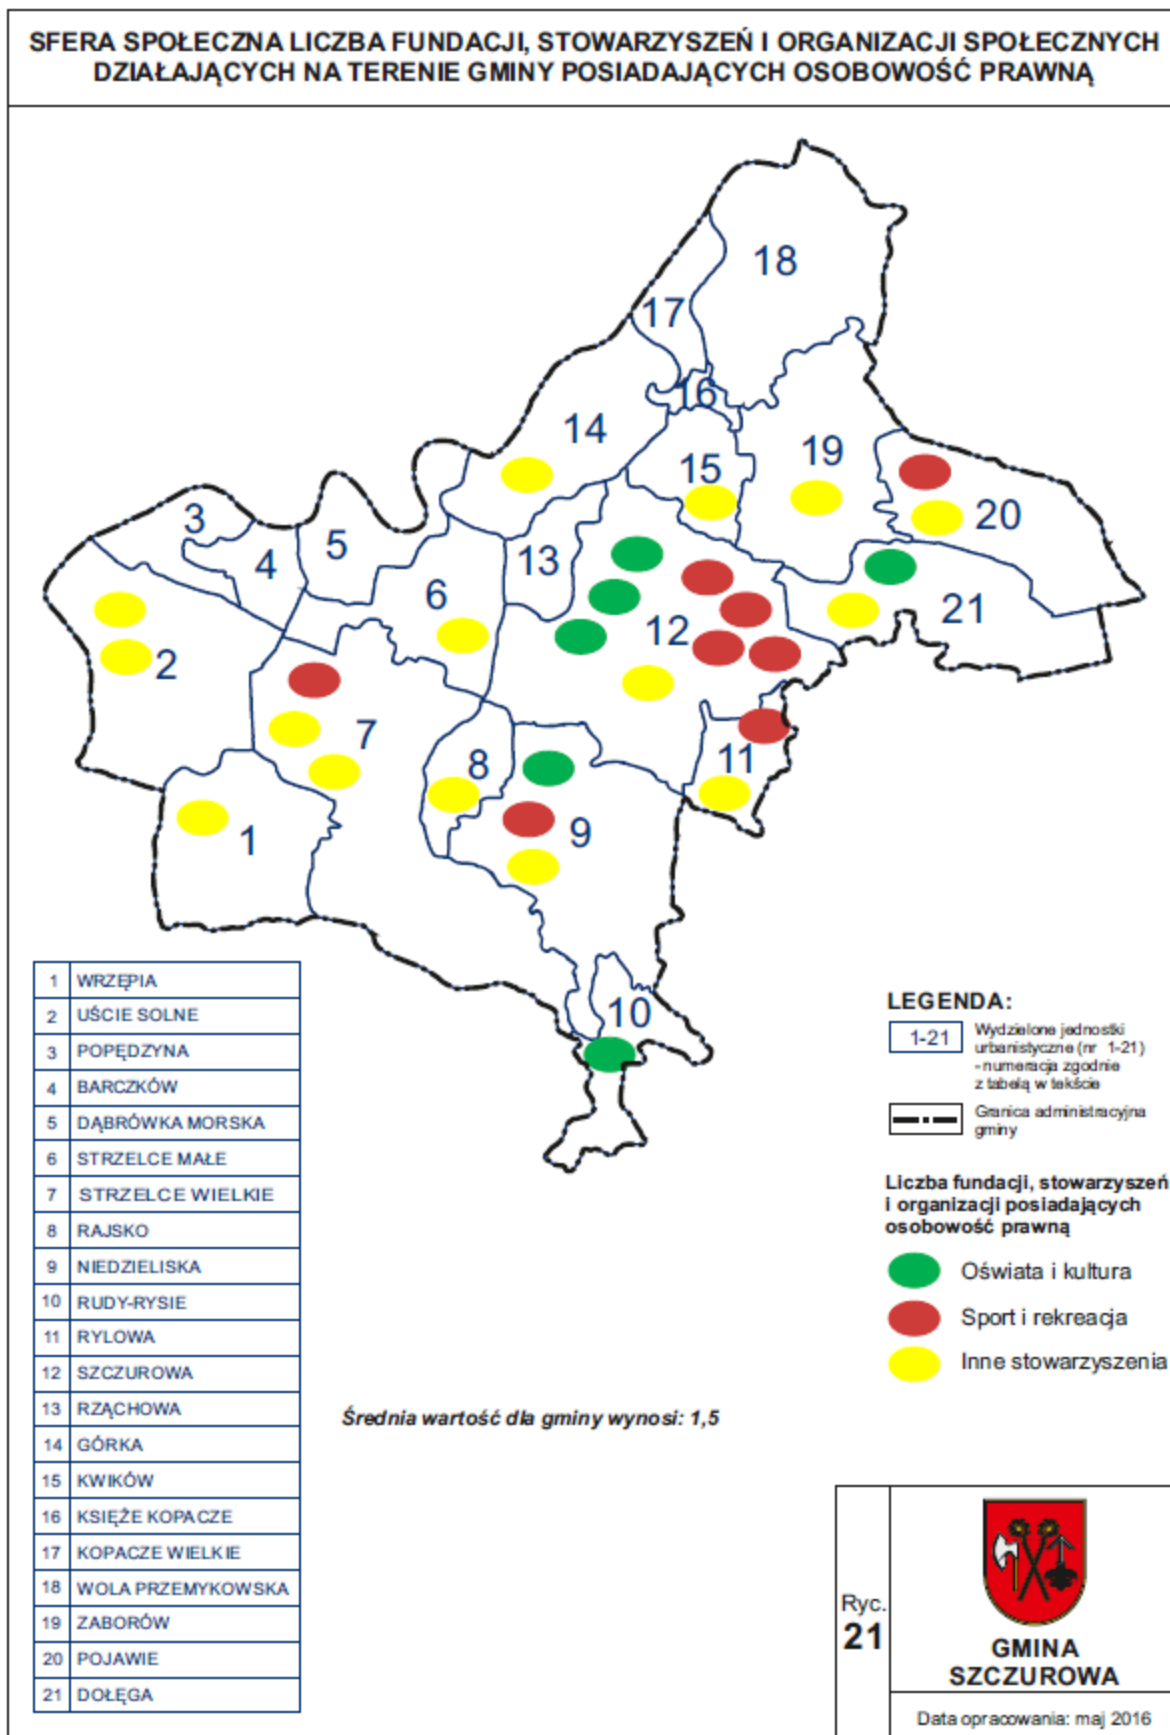 SFERA SPOŁECZNA LICZBA FUNDACJI, STOWARZYSZEŃ I ORGANIZACJI SPOŁECZNYCH
DZIAŁAJĄCYCH NA TERENIE GMINY POSIADAJĄCYCH OSOBOWOŚĆ PRAWNĄ
18
17
16
14
15
19
20
3
5
4
13
6
12
21
2
7
8
11
9
1
10
1 WRZĘPIA
2 UŚCIE SOLNE
3 POPĘDZYNA
4 BARCZKÓW
5 DĄBRÓWKA MORSKA
6 STRZELCE MAŁE
7 STRZELCE WIELKIE
8 RAJSKO
9 NIEDZIELISKA
10 RUDY-RYSIE
11 RYLOWA
12 SZCZUROWA
13 RZĄCHOWA
14 GÓRKA
15 KWIKÓW
16 KSIĘŻE KOPACZE
17 KOPACZE WIELKIE
18 WOLA PRZEMYKOWSKA
19 ZABORÓW
20 POJAWIE
21 DOŁĘGA
LEGENDA:
1-21
Wydzielone jednostki
urbanistyczne (nr 1-21)
- numeracja zgodnie
z tabelą w tekście
Granica administracyjna
gminy
Liczba fundacji, stowarzyszeń
i organizacji posiadających
osobowość prawną
Oświata i kultura
Sport i rekreacja
Inne stowarzyszenia
Średnia wartość dla gminy wynosi: 1,5
Ryc.
21
GMINA
SZCZUROWA
Data opracowania: maj 2016